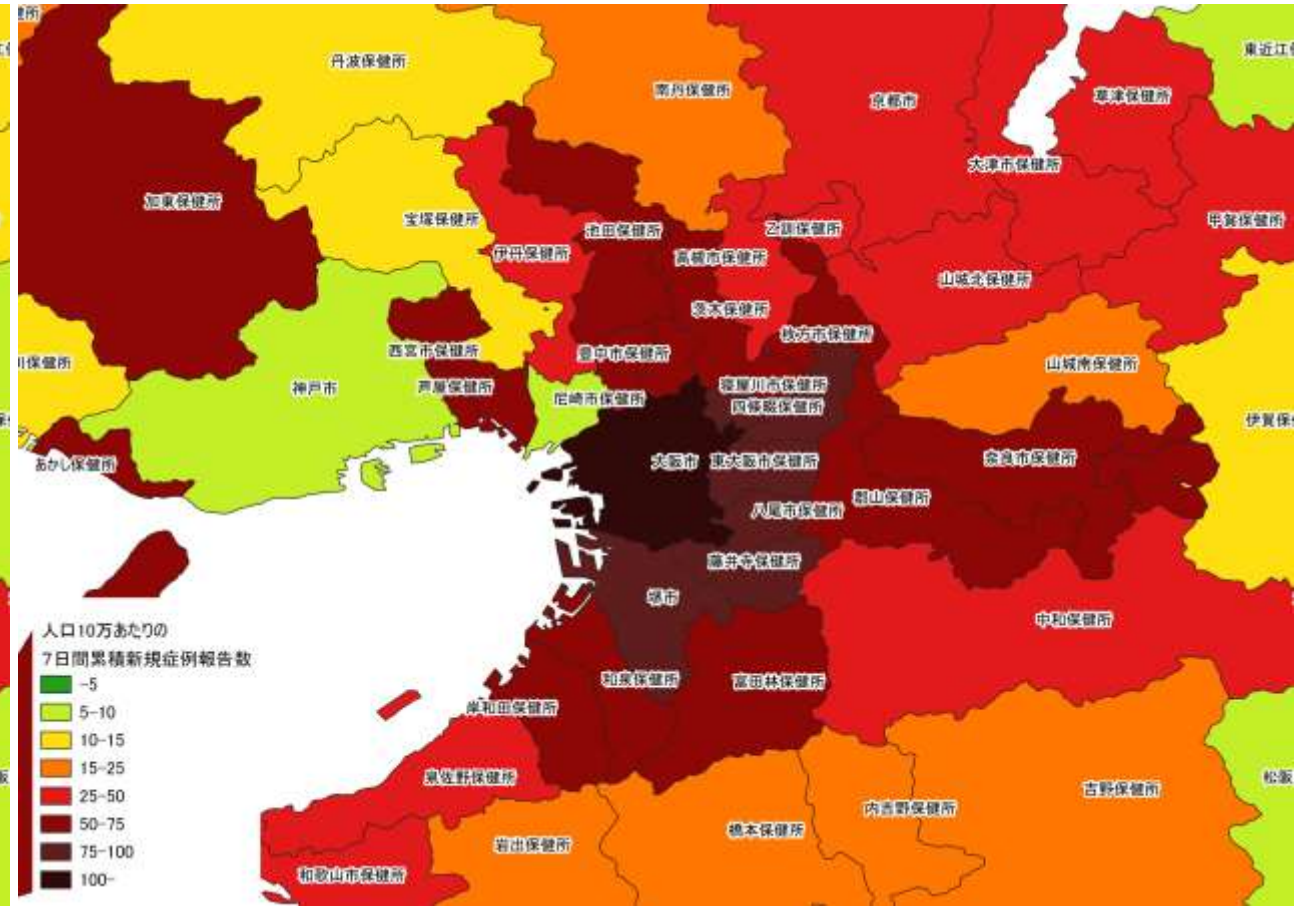 健所
丹波保健所
東近江
南丹保健所
草津保健所
京都市
大津市保健所
加東保健所
宝塚保健所
池田保健所
乙訓保健所
甲賀保健所
伊丹保健所
高槻市保健所
山城北保健所
茨木保健所
枚方市保健所
西宮市保健所
豊中市保健所
川保健所
山城南保健所
神戸市
芦屋保健所
尼崎市保健所
寝屋川市保健所
四條畷保健所
伊賀保
あかし保健所
大阪市
東大阪市保健所
奈良市保健所
郡山保健所
八尾市保健所
藤井寺保健所
堺市
中和保健所
人口10万あたりの
7日間累積新規症例報告数
-5
5-10
10-15
15-25
25-50
50-75
75-100
100-
和泉保健所
富田林保健所
岸和田保健所
泉佐野保健所
松阪
吉野保健所
内吉野保健所
橋本保健所
岩出保健所
和歌山市保健所